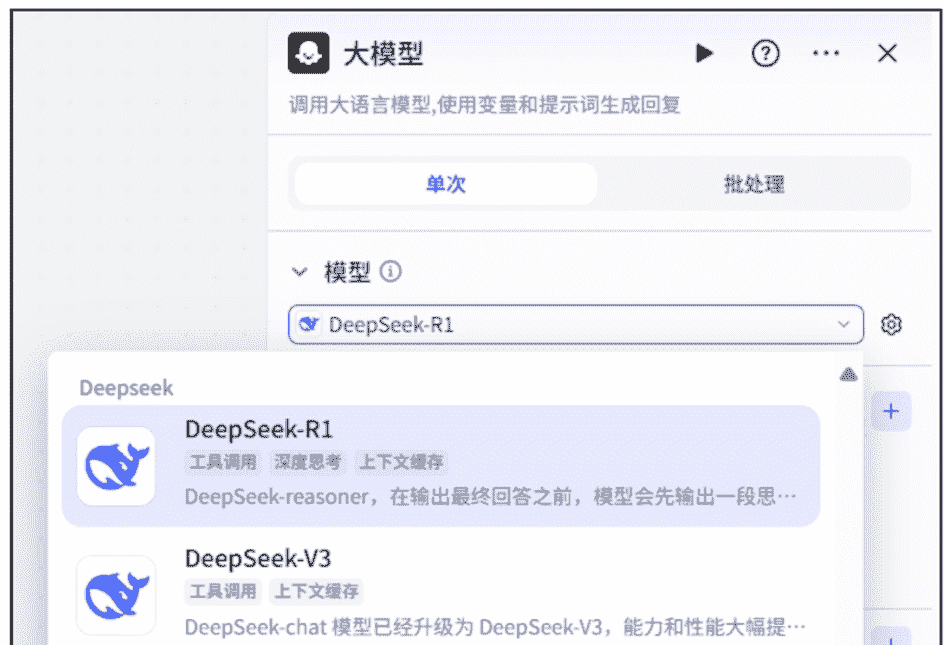 大模型
调用大语言模型,使用变量和提示词生成回复
单次 批处理
模型
DeepSeek-R1
Deepseek
DeepSeek-R1
工具调用 深度思考 上下文缓存
DeepSeek-reasoner，在输出最终回答之前，模型会先输出一段思…
DeepSeek-V3
工具调用 上下文缓存
DeepSeek-chat 模型已经升级为 DeepSeek-V3，能力和性能大幅提…